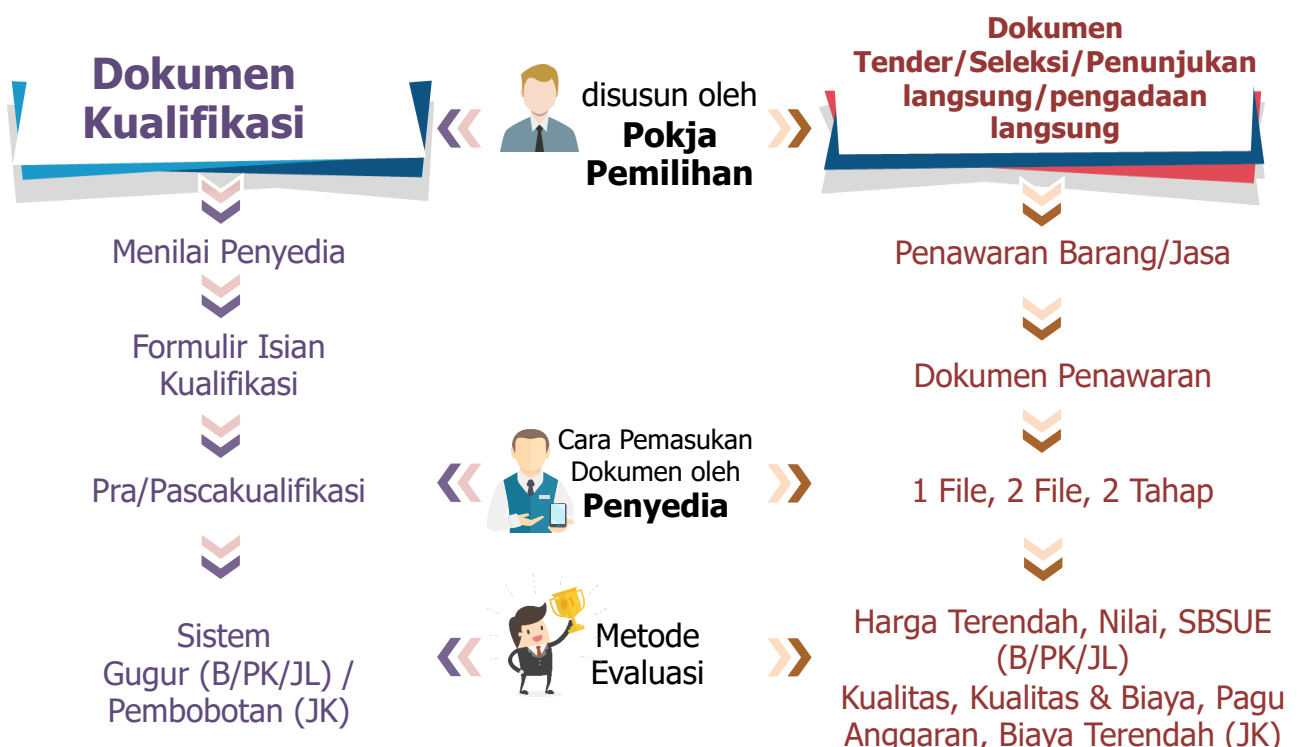 Dokumen
Kualifikasi
disusun oleh
Pokja
Pemilihan
Dokumen
Tender/Seleksi/Penunjukan
langsung/pengadaan
langsung
Menilai Penyedia
Penawaran Barang/Jasa
Formulir Isian
Kualifikasi
Dokumen Penawaran
Pra/Pascakualifikasi
Cara Pemasukan
Dokumen oleh
Penyedia
1 File, 2 File, 2 Tahap
Sistem
Gugur (B/PK/JL) /
Pembobotan (JK)
Metode
Evaluasi
Harga Terendah, Nilai, SBSUE
(B/PK/JL)
Kualitas, Kualitas & Biaya, Pagu
Anggaran, Biaya Terendah (JK)